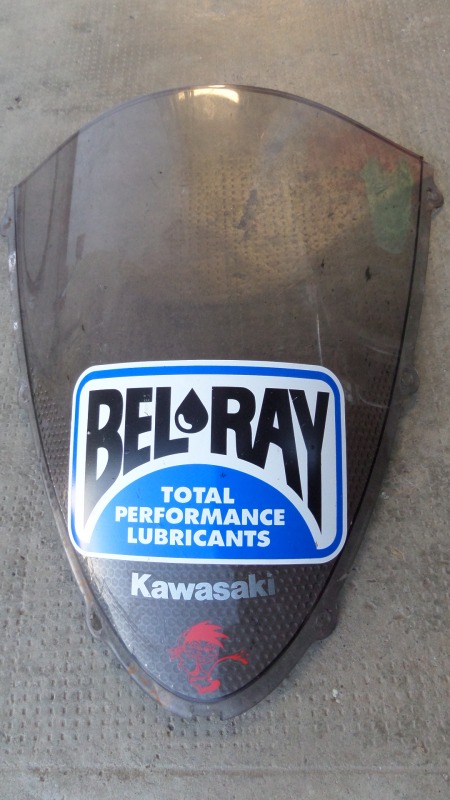 BEL RAY
TOTAL
PERFORMANCE
LUBRICANTS
Kawasaki